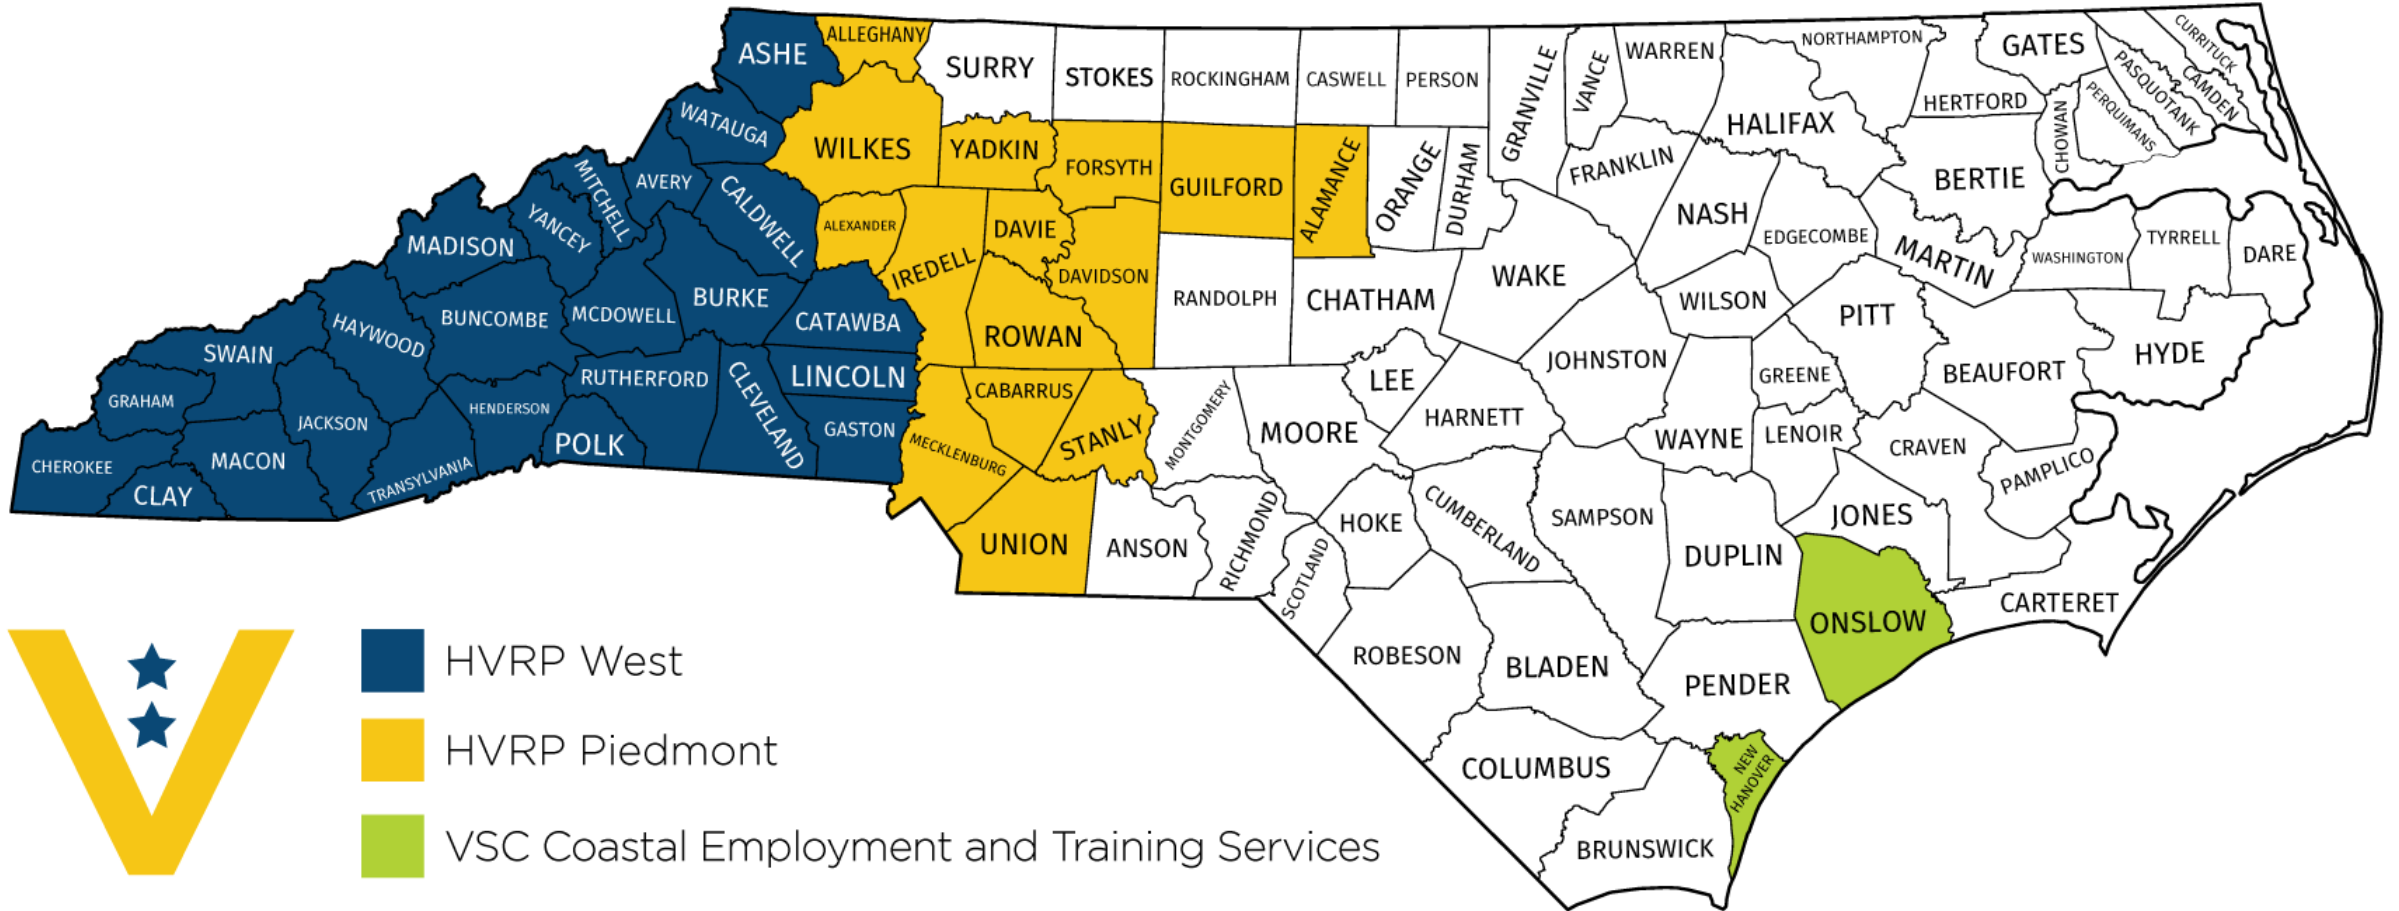 ASHE
ALLEGHANY
SURRY
STOKES
ROCKINGHAM
CASWELL
PERSON
GRANVILLE
VANCE
WARREN
NORTHAMPTON
GATES
CURRITUCK
CAMDEN
PASQUOTANK
PERQUIMANS
CHOWAN
HERTFORD
HALIFAX
WATAUGA
WILKES
YADKIN
FORSYTH
GUILFORD
ALAMANCE
ORANGE
DURHAM
FRANKLIN
NASH
EDGECOMBE
BERTIE
MARTIN
WASHINGTON
TYRRELL
DARE
MITCHELL
AVERY
CALDWELL
YANCEY
MADISON
ALEXANDER
IREDELL
DAVIE
DAVIDSON
RANDOLPH
CHATHAM
WAKE
WILSON
PITT
HAYWOOD
BUNCOMBE
MCDOWELL
BURKE
CATAWBA
ROWAN
JOHNSTON
GREENE
BEAUFORT
HYDE
SWAIN
GRAHAM
JACKSON
HENDERSON
RUTHERFORD
CLEVELAND
LINCOLN
GASTON
CABARRUS
STANLY
MONTGOMERY
MOORE
LEE
HARNETT
WAYNE
LENOIR
CRAVEN
PAMPLICO
CHEROKEE
CLAY
MACON
TRANSYLVANIA
POLK
MECKLENBURG
UNION
ANSON
RICHMOND
SCOTLAND
HOKE
CUMBERLAND
SAMPSON
DUPLIN
JONES
ONSLOW
CARTERET
ROBESON
BLADEN
PENDER
COLUMBUS
NEW
HANOVER
BRUNSWICK
HVRP West
HVRP Piedmont
VSC Coastal Employment and Training Services